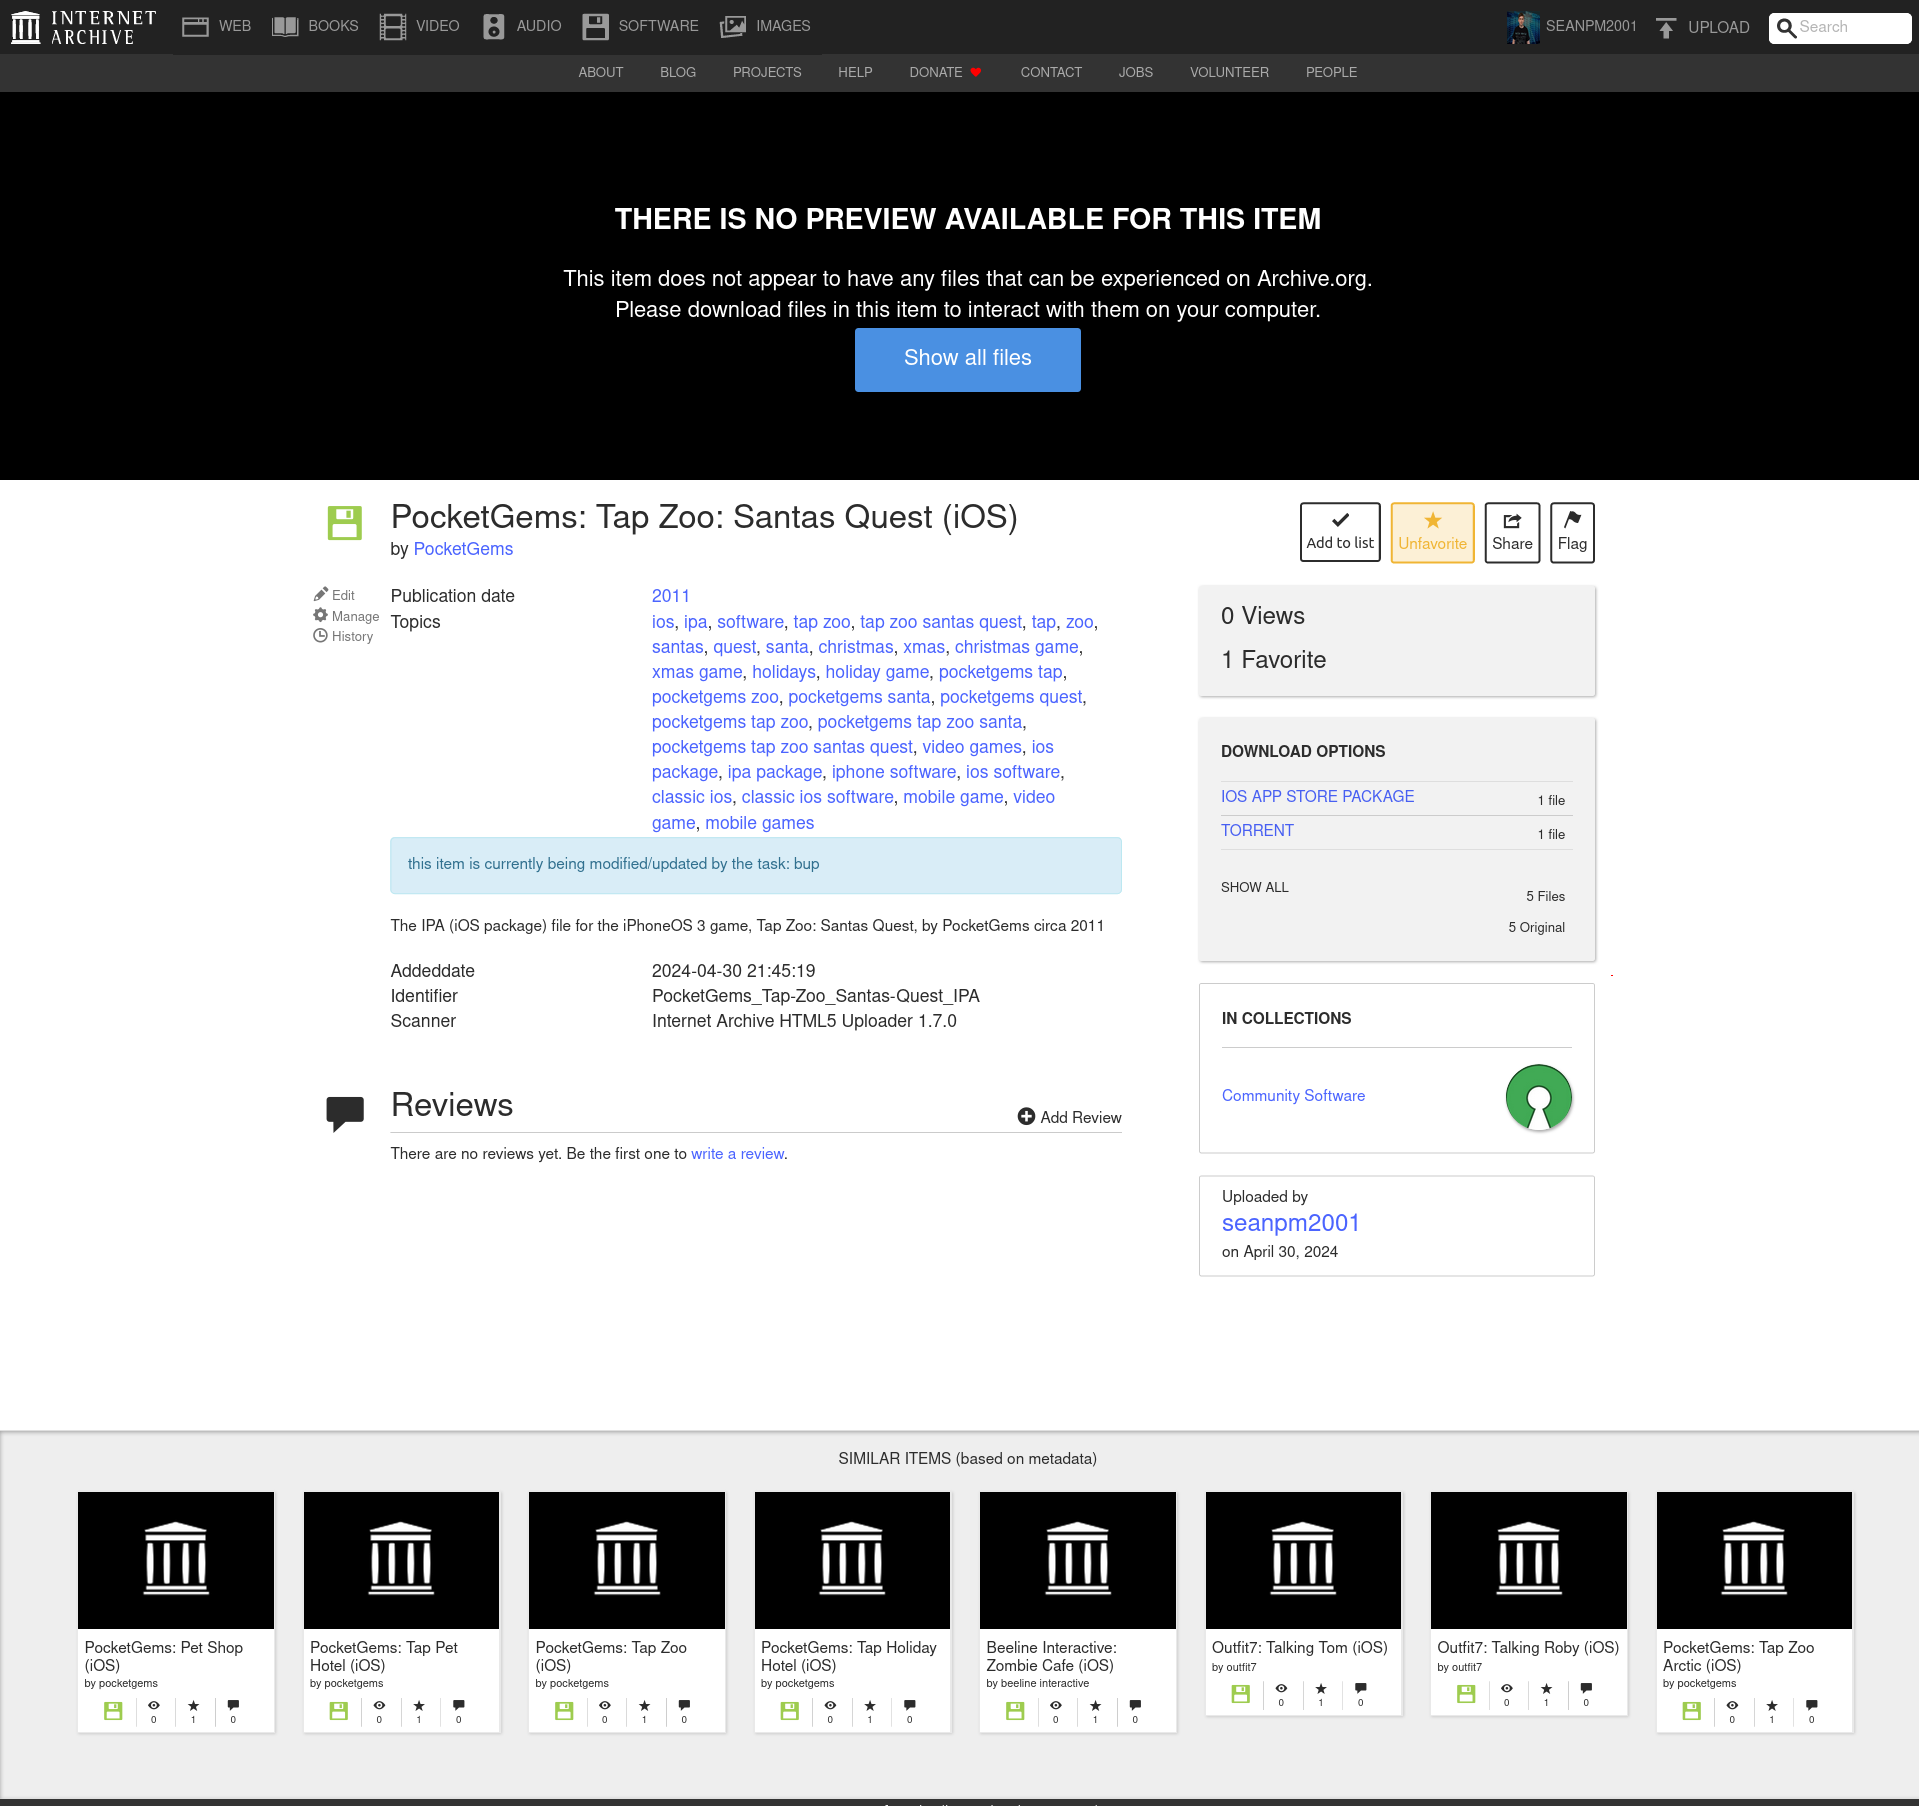 INTERNET
ARCHIVE
WEB
BOOKS
VIDEO
AUDIO
SOFTWARE
IMAGES
SEANPM2001
UPLOAD
Search
ABOUT
BLOG
PROJECTS
HELP
DONATE
CONTACT
JOBS
VOLUNTEER
PEOPLE
THERE IS NO PREVIEW AVAILABLE FOR THIS ITEM
This item does not appear to have any files that can be experienced on Archive.org.
Please download files in this item to interact with them on your computer.
Show all files
PocketGems: Tap Zoo: Santas Quest (iOS)
by PocketGems
Add to list
Unfavorite
Share
Flag
Edit
Manage
History
Publication date 2011
Topics ios, ipa, software, tap zoo, tap zoo santas quest, tap, zoo,
santas, quest, santa, christmas, xmas, christmas game,
xmas game, holidays, holiday game, pocketgems tap,
pocketgems zoo, pocketgems santa, pocketgems quest,
pocketgems tap zoo, pocketgems tap zoo santa,
pocketgems tap zoo santas quest, video games, ios
package, ipa package, iphone software, ios software,
classic ios, classic ios software, mobile game, video
game, mobile games
this item is currently being modified/updated by the task: bup
The IPA (iOS package) file for the iPhoneOS 3 game, Tap Zoo: Santas Quest, by PocketGems circa 2011
Addeddate 2024-04-30 21:45:19
Identifier PocketGems_Tap-Zoo_Santas-Quest_IPA
Scanner Internet Archive HTML5 Uploader 1.7.0
Reviews
Add Review
There are no reviews yet. Be the first one to write a review.
0 Views
1 Favorite
DOWNLOAD OPTIONS
IOS APP STORE PACKAGE 1 file
TORRENT 1 file
SHOW ALL
5 Files
5 Original
IN COLLECTIONS
Community Software
Uploaded by
seanpm2001
on April 30, 2024
SIMILAR ITEMS (based on metadata)
PocketGems: Pet Shop
(iOS)
by pocketgems
0 1 0
PocketGems: Tap Pet
Hotel (iOS)
by pocketgems
0 1 0
PocketGems: Tap Zoo
(iOS)
by pocketgems
0 1 0
PocketGems: Tap Holiday
Hotel (iOS)
by pocketgems
0 1 0
Beeline Interactive:
Zombie Cafe (iOS)
by beeline interactive
0 1 0
Outfit7: Talking Tom (iOS)
by outfit7
0 1 0
Outfit7: Talking Roby (iOS)
by outfit7
0 1 0
PocketGems: Tap Zoo
Arctic (iOS)
by pocketgems
0 1 0